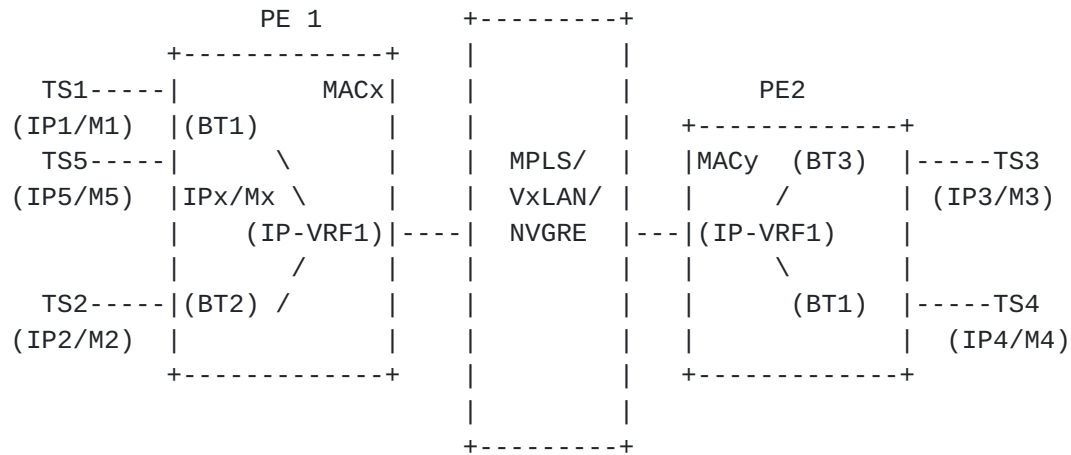 PE 1         +---------+
           +-------------+    |         |
   TS1-----|         MACx|    |         |        PE2
 (IP1/M1)  |(BT1)        |    |         |   +-------------+
   TS5-----|      \      |    |  MPLS/  |   |MACy  (BT3)  |-----TS3
 (IP5/M5)  |IPx/Mx \     |    |  VxLAN/ |   |     /       | (IP3/M3)
           |    (IP-VRF1)|----|  NVGRE  |---|(IP-VRF1)    |
           |       /     |    |         |   |     \       |
   TS2-----|(BT2) /      |    |         |   |      (BT1)  |-----TS4
 (IP2/M2)  |             |    |         |   |             |  (IP4/M4)
           +-------------+    |         |   +-------------+
                              |         |
                              +---------+